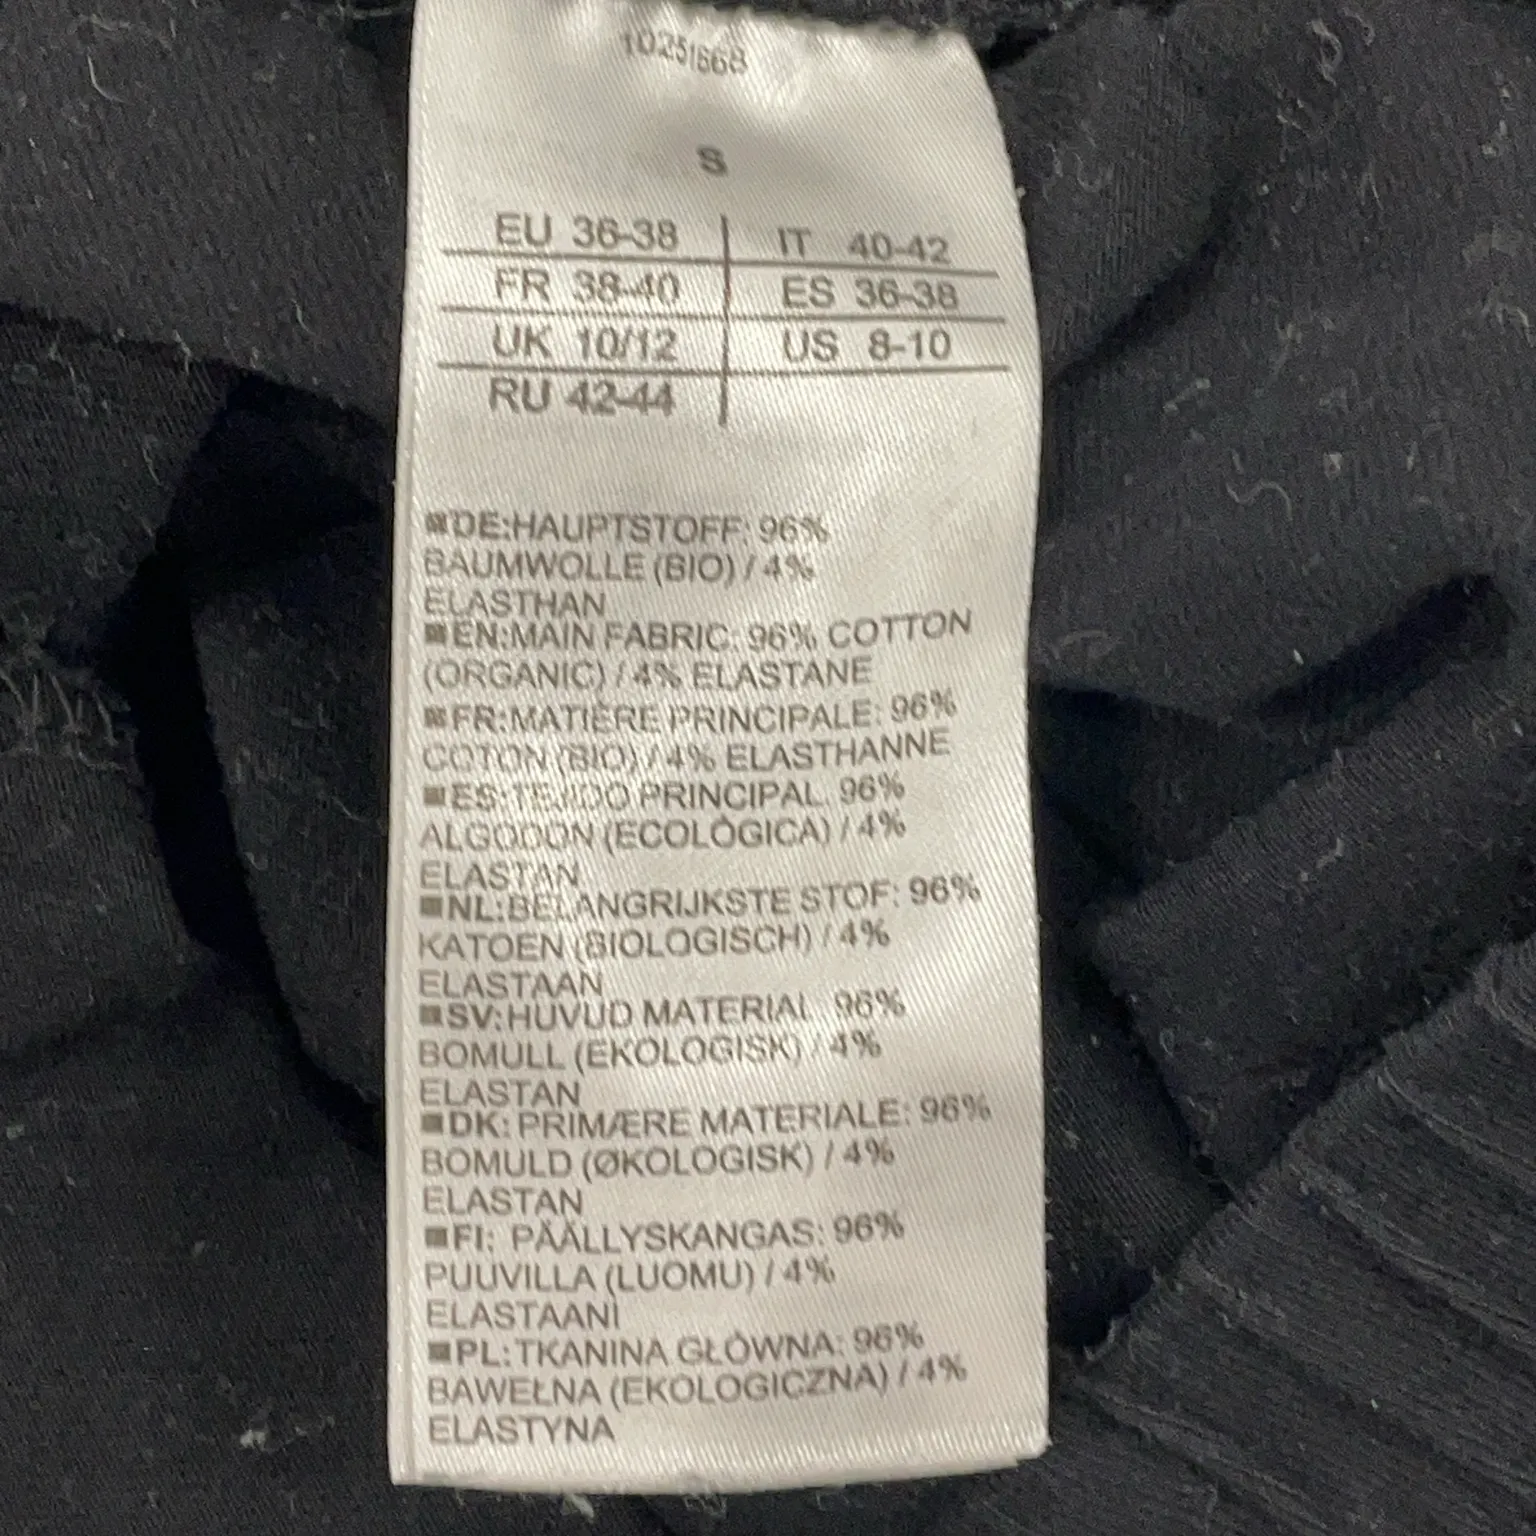 10251668
S
EU 36-38 IT 40-42
FR 38-40 ES 36-38
UK 10/12 US 8-10
RU 42-44
DE:HAUPTSTOFF: 96%
BAUMWOLLE (BIO) / 4%
ELASTHAN
EN:MAIN FABRIC: 96% COTTON
(ORGANIC) / 4% ELASTANE
FR:MATIÈRE PRINCIPALE: 96%
COTON (BIO) / 4% ELASTHANNE
ES:TEJIDO PRINCIPAL: 96%
ALGODÓN (ECOLÓGICA) / 4%
ELASTAN
NL:BELANGRIJKSTE STOF: 96%
KATOEN (BIOLOGISCH) / 4%
ELASTAAN
SV:HUVUD MATERIAL: 96%
BOMULL (EKOLOGISK) / 4%
ELASTAN
DK: PRIMÆRE MATERIALE: 96%
BOMULD (ØKOLOGISK) / 4%
ELASTAN
FI: PÄÄLLYSKANGAS: 96%
PUUVILLA (LUOMU) / 4%
ELASTAANI
PL:TKANINA GŁÓWNA: 96%
BAWEŁNA (EKOLOGICZNA) / 4%
ELASTYNA